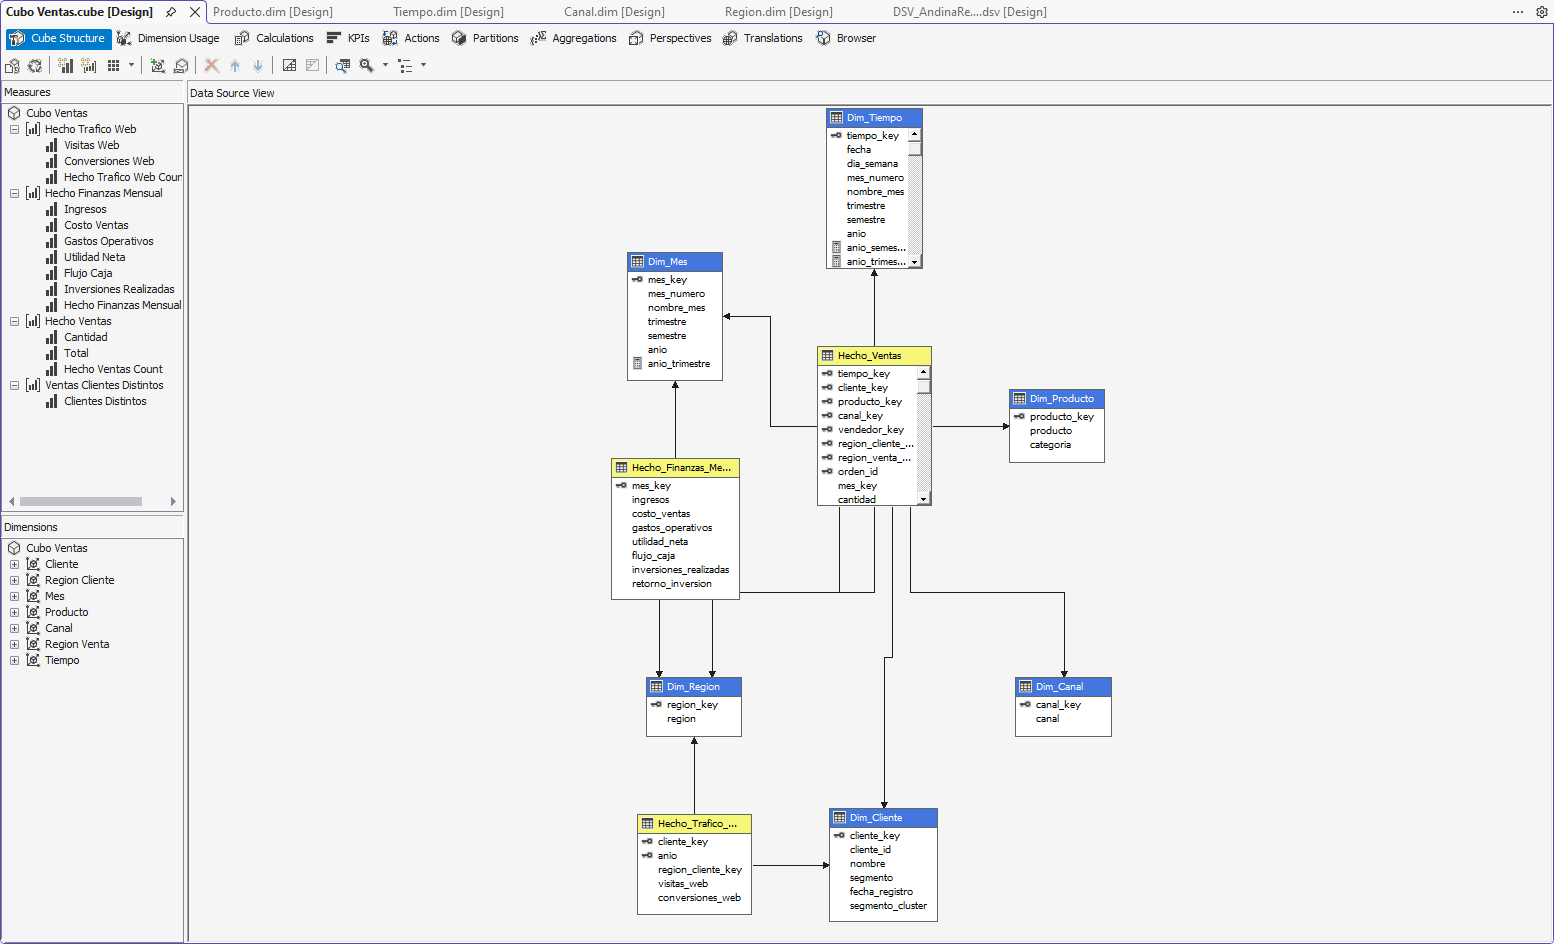 Cubo Ventas.cube [Design]
Producto.dim [Design]
Tiempo.dim [Design]
Canal.dim [Design]
Region.dim [Design]
DSV_AndinaRe....dsv [Design]
Cube Structure
Dimension Usage
Calculations
KPIs
Actions
Partitions
Aggregations
Perspectives
Translations
Browser
Measures
Cubo Ventas
Hecho Trafico Web
Visitas Web
Conversiones Web
Hecho Trafico Web Coun
Hecho Finanzas Mensual
Ingresos
Costo Ventas
Gastos Operativos
Utilidad Neta
Flujo Caja
Inversiones Realizadas
Hecho Finanzas Mensual
Hecho Ventas
Cantidad
Total
Hecho Ventas Count
Ventas Clientes Distintos
Clientes Distintos
Dimensions
Cubo Ventas
Cliente
Region Cliente
Mes
Producto
Canal
Region Venta
Tiempo
Data Source View
Dim_Tiempo
tiempo_key
fecha
dia_semana
mes_numero
nombre_mes
trimestre
semestre
anio
anio_semes...
anio_trimes...
Dim_Mes
mes_key
mes_numero
nombre_mes
trimestre
semestre
anio
anio_trimestre
Hecho_Ventas
tiempo_key
cliente_key
producto_key
canal_key
vendedor_key
region_cliente_...
region_venta_...
orden_id
mes_key
cantidad
Dim_Producto
producto_key
producto
categoria
Hecho_Finanzas_Me...
mes_key
ingresos
costo_ventas
gastos_operativos
utilidad_neta
flujo_caja
inversiones_realizadas
retorno_inversion
Dim_Region
region_key
region
Dim_Canal
canal_key
canal
Hecho_Trafico_...
cliente_key
anio
region_cliente_key
visitas_web
conversiones_web
Dim_Cliente
cliente_key
cliente_id
nombre
segmento
fecha_registro
segmento_cluster